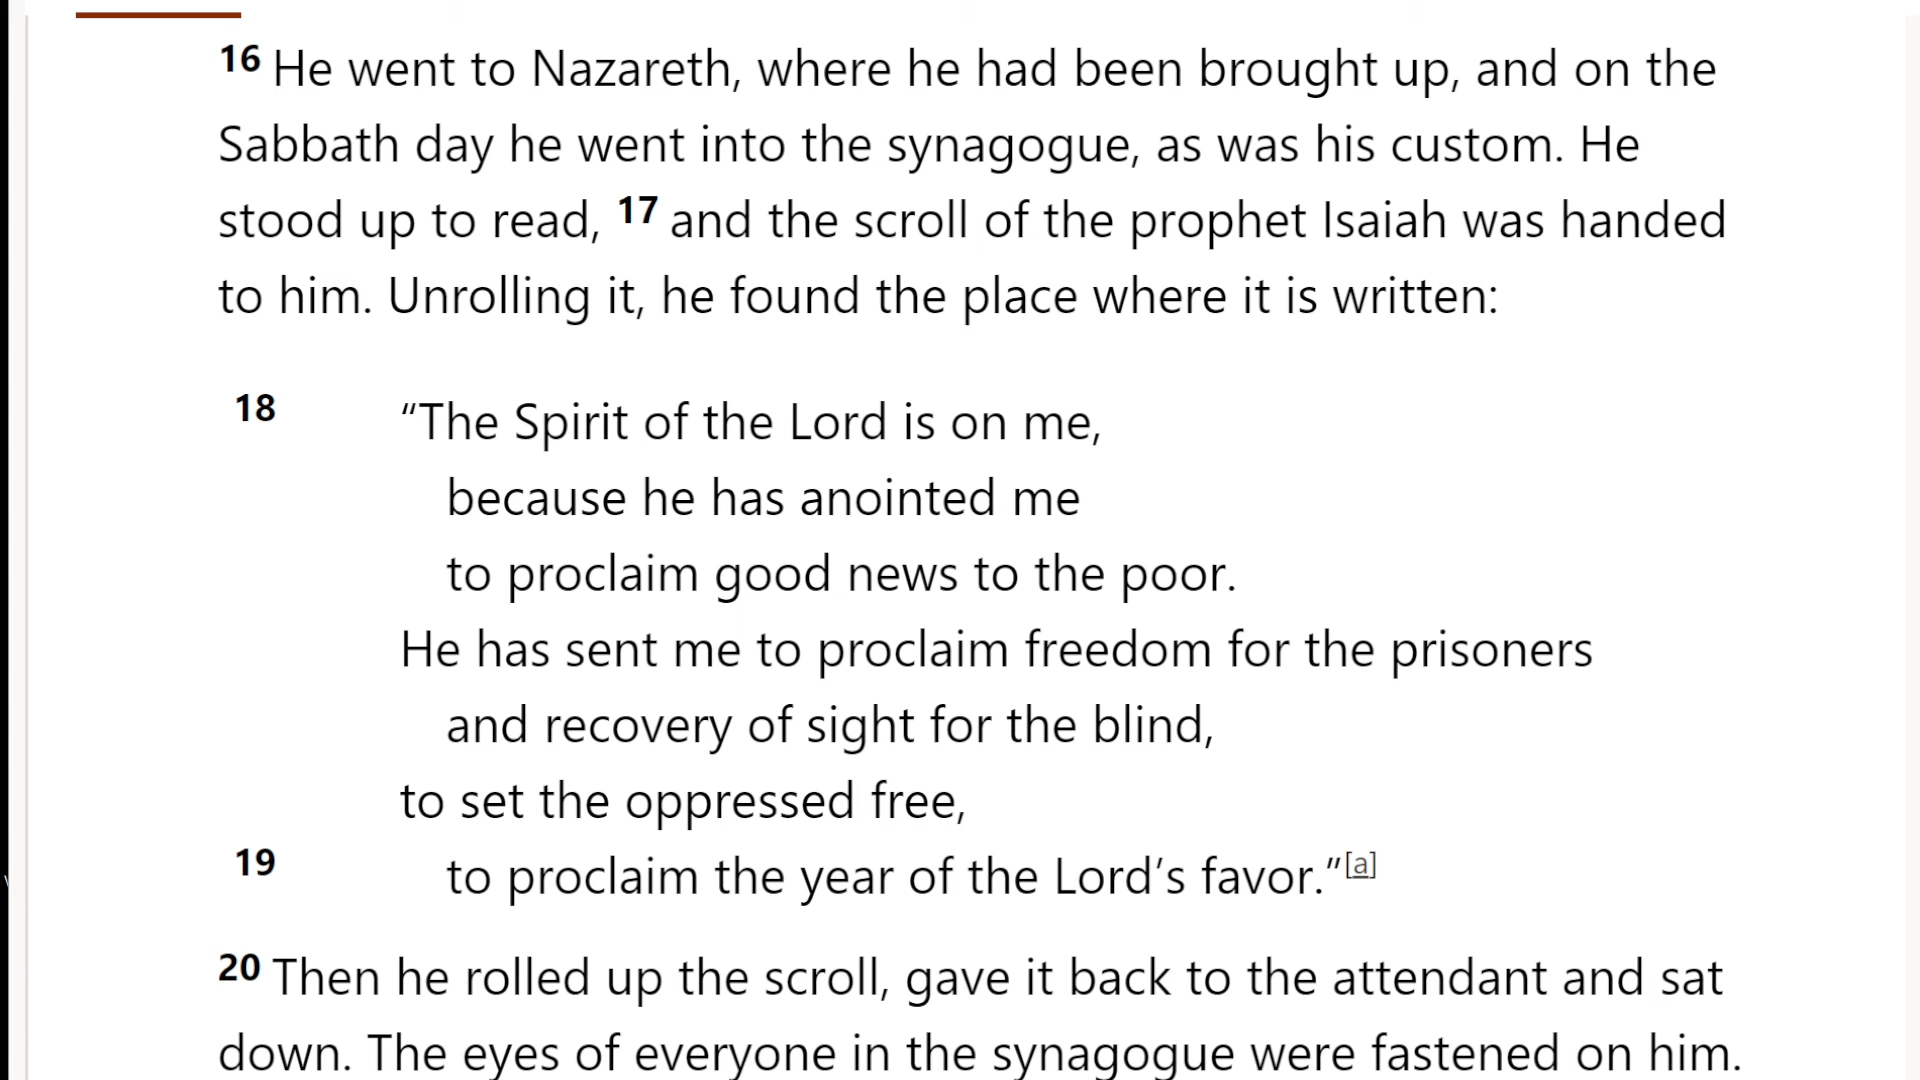 16 He went to Nazareth, where he had been brought up, and on the
Sabbath day he went into the synagogue, as was his custom. He
stood up to read, 17 and the scroll of the prophet Isaiah was handed
to him. Unrolling it, he found the place where it is written:
18 “The Spirit of the Lord is on me,
because he has anointed me
to proclaim good news to the poor.
He has sent me to proclaim freedom for the prisoners
and recovery of sight for the blind,
to set the oppressed free,
19 to proclaim the year of the Lord’s favor.”[a]
20 Then he rolled up the scroll, gave it back to the attendant and sat
down. The eyes of everyone in the synagogue were fastened on him.